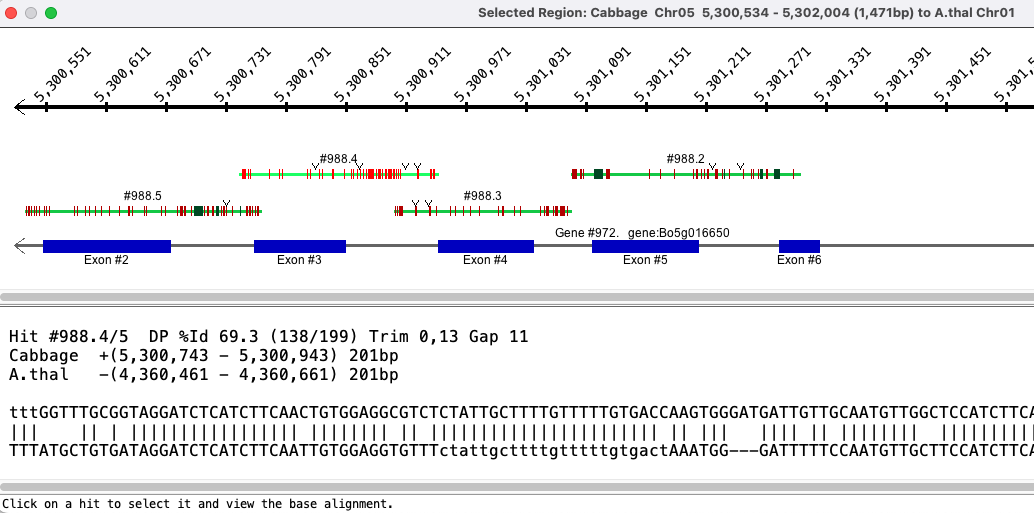 Selected Region: Cabbage  Chr05  5,300,534 - 5,302,004 (1,471bp) to A.thal Chr01
5,300,551 5,300,611 5,300,671 5,300,731 5,300,791 5,300,851 5,300,911 5,300,971 5,301,031 5,301,091 5,301,151 5,301,211 5,301,271 5,301,331 5,301,391 5,301,451 5,301,5
#988.4 #988.2
#988.5 #988.3
Gene #972.  gene:Bo5g016650
Exon #2 Exon #3 Exon #4 Exon #5 Exon #6
Hit #988.4/5  DP %Id 69.3 (138/199) Trim 0,13 Gap 11
Cabbage  +(5,300,743 - 5,300,943) 201bp
A.thal   -(4,360,461 - 4,360,661) 201bp
tttGGTTTGCGGTAGGATCTCATCTTCAACTGTGGAGGCGTCTCTATTGCTTTTGTTTTTGTGACCAAGTGGGATGATTGTTGCAATGTTGGCTCCATCTTCA
TTTATGCTGTGATAGGATCTCATCTTCAATTGTGGAGGTGTTTctattgcttttgtttttgtgactAAATGG---GATTTTTCCAATGTTGCTTCCATCTTCA
Click on a hit to select it and view the base alignment.